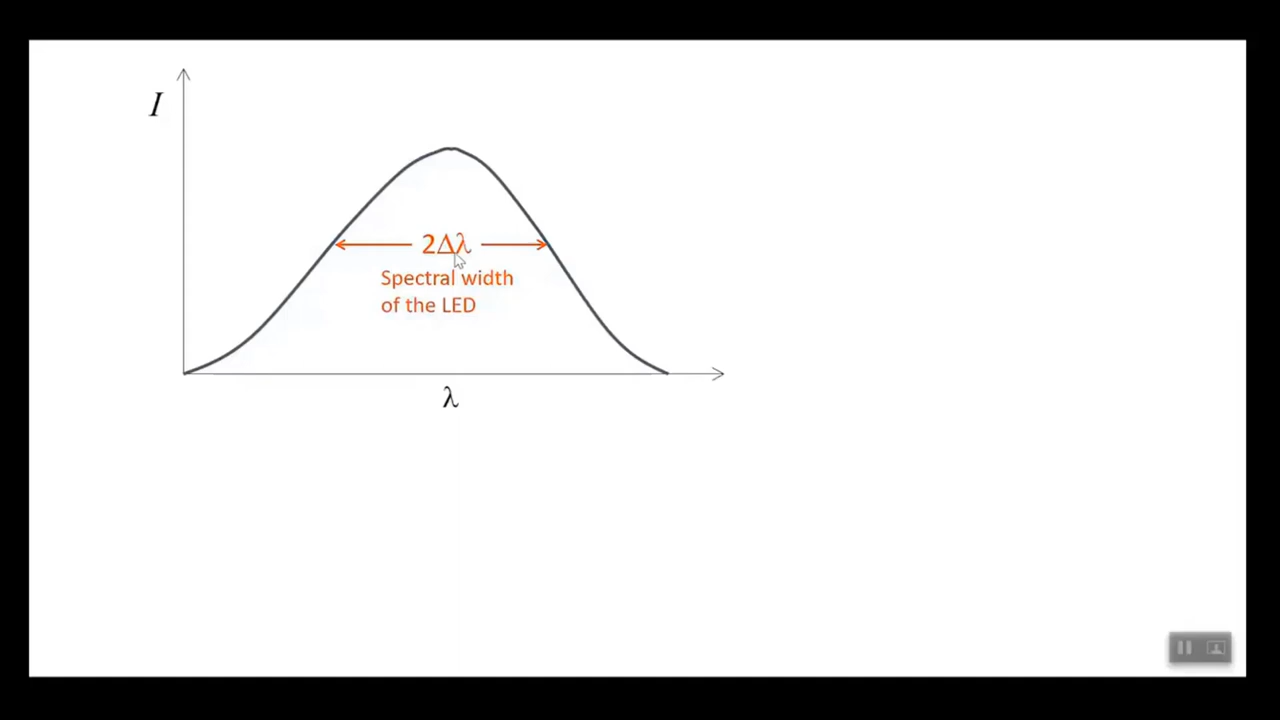 I
2Δλ
Spectral width
of the LED
λ